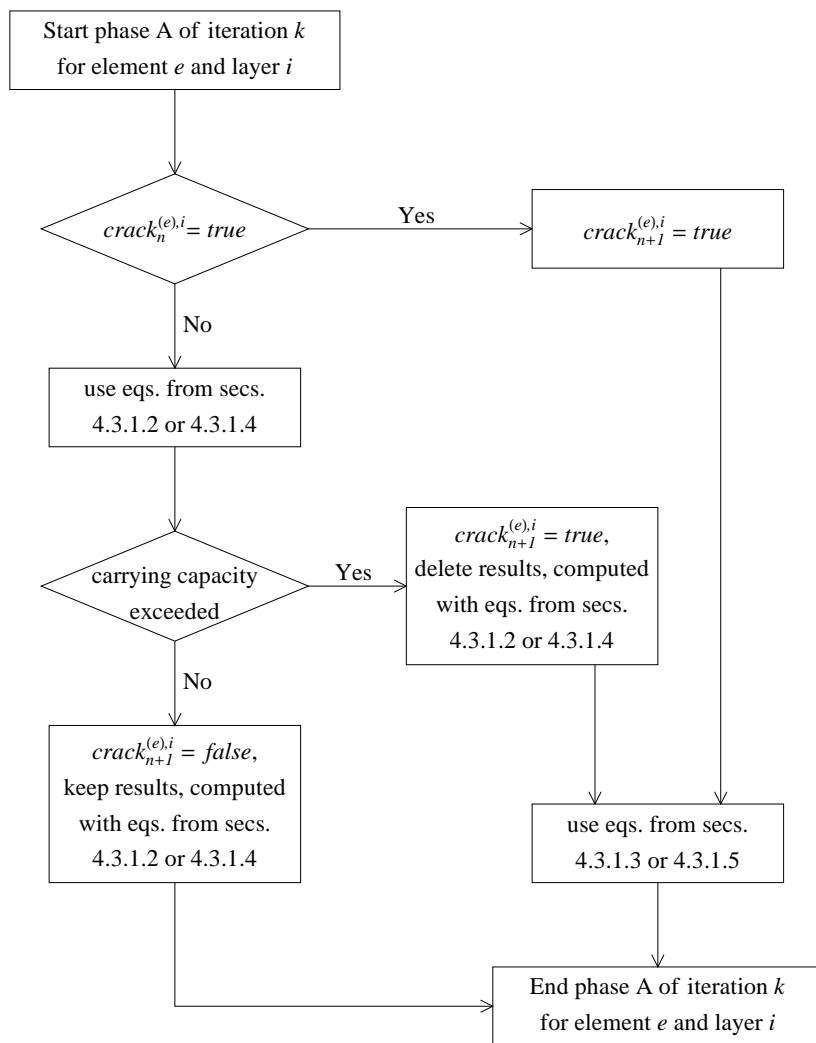 Start phase A of iteration k
for element e and layer i
crack_n^{(e),i} = true
Yes
crack_{n+1}^{(e),i} = true
No
use eqs. from secs.
4.3.1.2 or 4.3.1.4
carrying capacity
exceeded
Yes
crack_{n+1}^{(e),i} = true,
delete results, computed
with eqs. from secs.
4.3.1.2 or 4.3.1.4
No
crack_{n+1}^{(e),i} = false,
keep results, computed
with eqs. from secs.
4.3.1.2 or 4.3.1.4
use eqs. from secs.
4.3.1.3 or 4.3.1.5
End phase A of iteration k
for element e and layer i